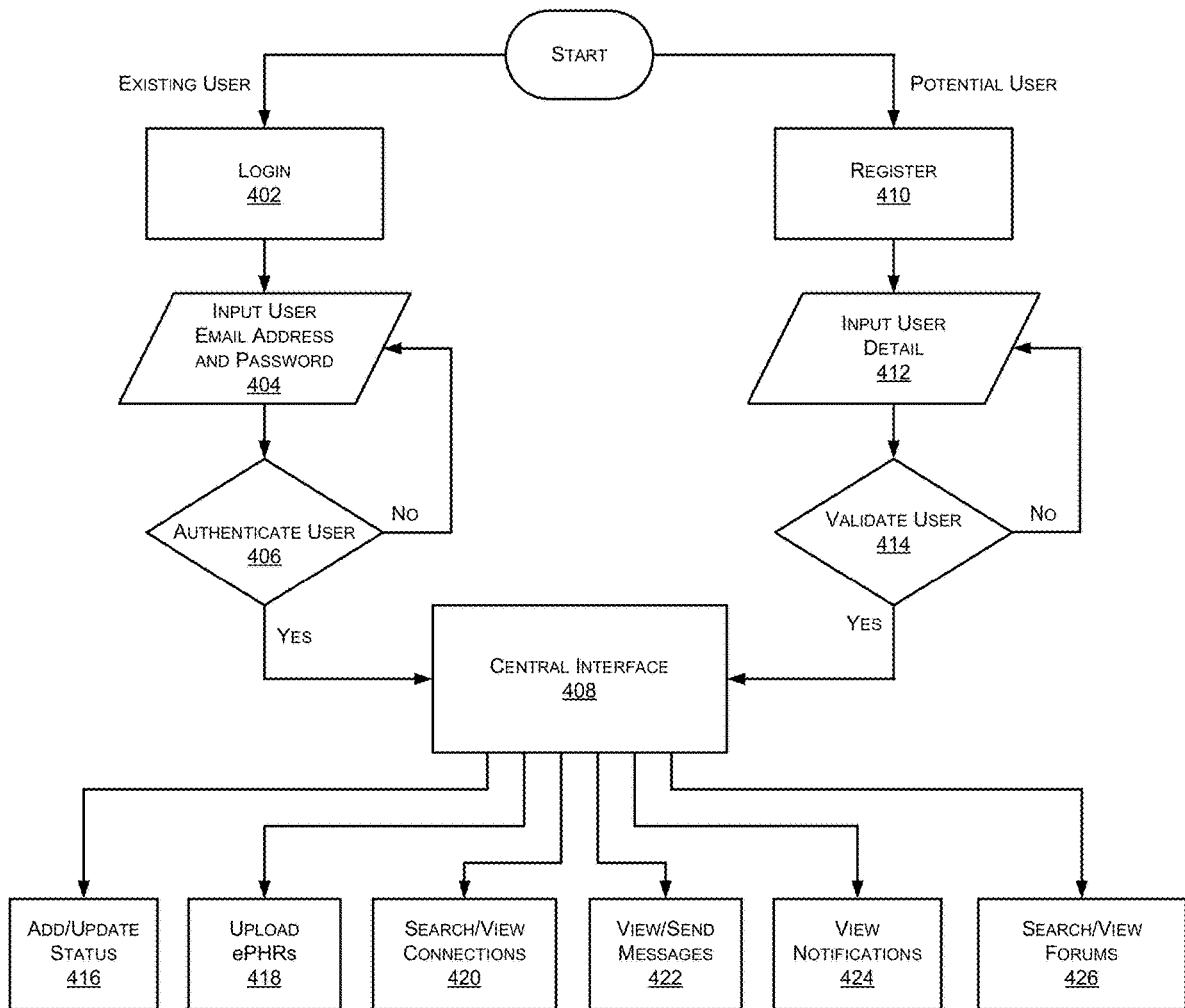 START
EXISTING USER
POTENTIAL USER
LOGIN
402
REGISTER
410
INPUT USER
EMAIL ADDRESS
AND PASSWORD
404
INPUT USER
DETAIL
412
AUTHENTICATE USER
406
NO
VALIDATE USER
414
NO
YES
YES
CENTRAL INTERFACE
408
ADD/UPDATE
STATUS
416
UPLOAD
ePHRs
418
SEARCH/VIEW
CONNECTIONS
420
VIEW/SEND
MESSAGES
422
VIEW
NOTIFICATIONS
424
SEARCH/VIEW
FORUMS
426